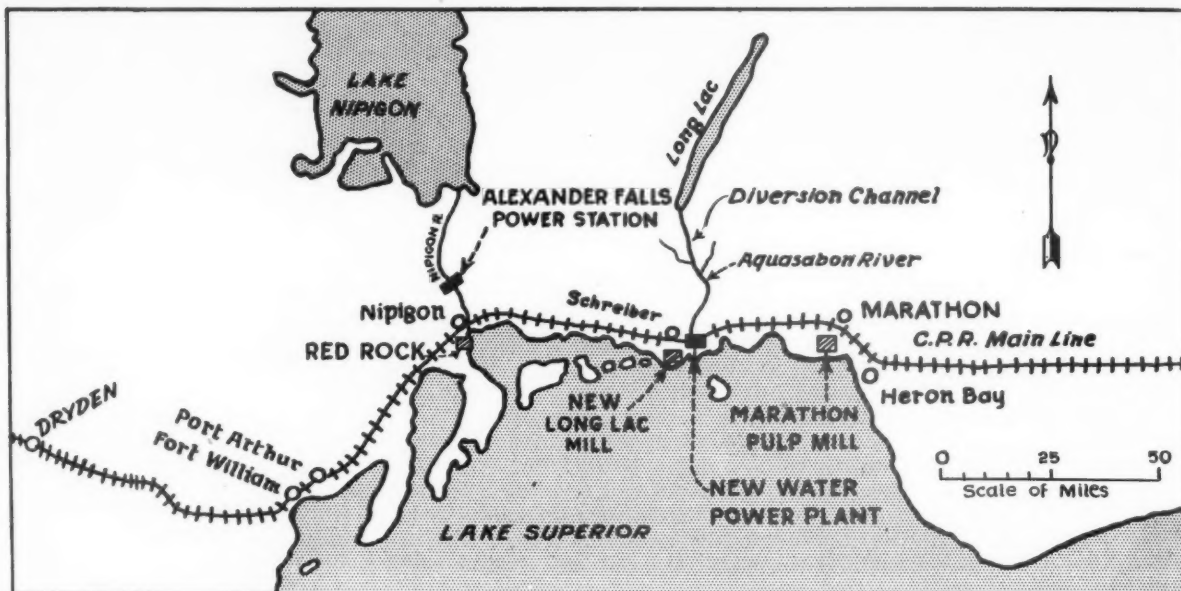 LAKE
NIPIGON
Long Lac
N
NIPIGON R.
ALEXANDER FALLS
POWER STATION
Diversion Channel
Aquasabon River
Nipigon
Schreiber
MARATHON
RED ROCK
C.P.R. Main Line
Heron Bay
NEW
LONG LAC
MILL
MARATHON
PULP MILL
DRYDEN
Port Arthur
Fort William
0 25 50
Scale of Miles
NEW WATER
POWER PLANT
LAKE SUPERIOR